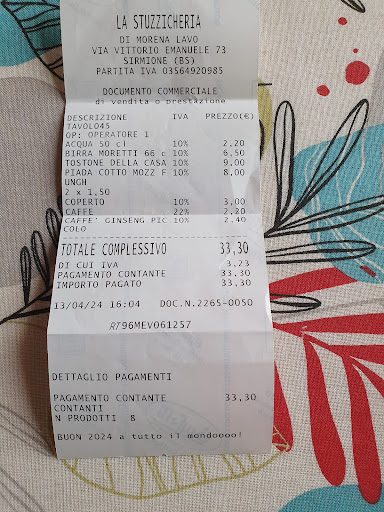 LA STUZZICHERIA
DI MORENA LAVO
VIA VITTORIO EMANUELE 73
SIRMIONE (BS)
PARTITA IVA 03564920985
DOCUMENTO COMMERCIALE
di vendita o prestazione
DESCRIZIONE IVA PREZZO(€)
TAVOLO45
OP: OPERATORE 1
ACQUA 50 cl 10% 2,20
BIRRA MORETTI 66 c 10% 6,50
TOSTONE DELLA CASA 10% 9,00
PIADA COTTO MOZZ F 10% 8,00
UNGH
2 x 1,50
COPERTO 10% 3,00
CAFFE 22% 2,20
CAFFE' GINSENG PIC 10% 2,40
COLO
TOTALE COMPLESSIVO 33,30
DI CUI IVA 3,23
PAGAMENTO CONTANTE 33,30
IMPORTO PAGATO 33,30
13/04/24 16:04 DOC.N.2265-0050
RT96MEV061257
DETTAGLIO PAGAMENTI
PAGAMENTO CONTANTE 33,30
CONTANTI
N PRODOTTI 8
BUON 2024 a tutto il mondoooo!